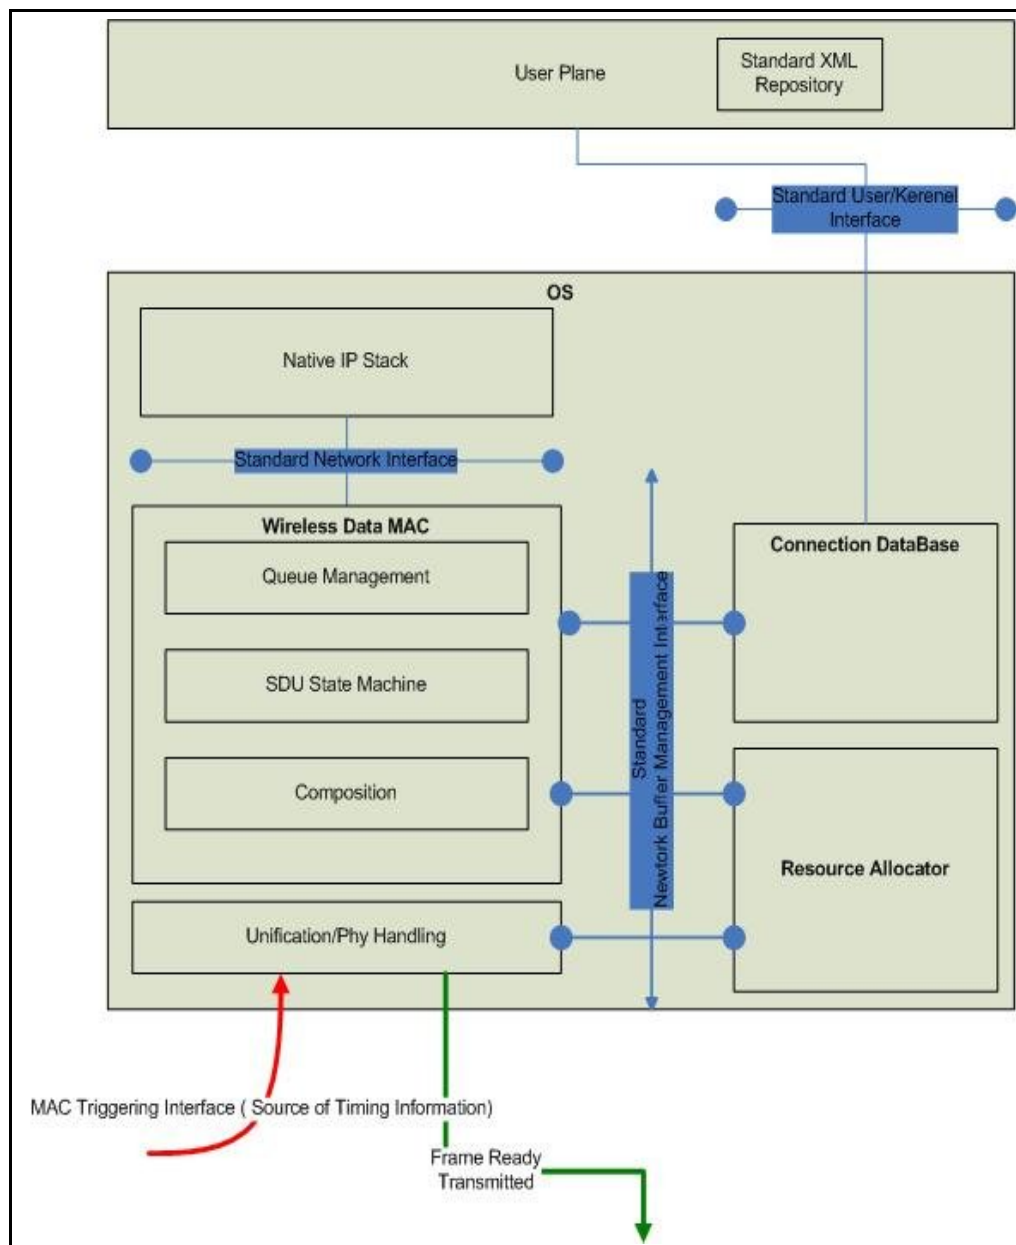 User Plane
Standard XML
Repository
Standard User/Kerenel
Interface
OS
Native IP Stack
Standard Network Interface
Wireless Data MAC
Queue Management
SDU State Machine
Composition
Unification/Phy Handling
Standard
Newtork Buffer Management Interface
Connection DataBase
Resource Allocator
MAC Triggering Interface ( Source of Timing Information)
Frame Ready
Transmitted